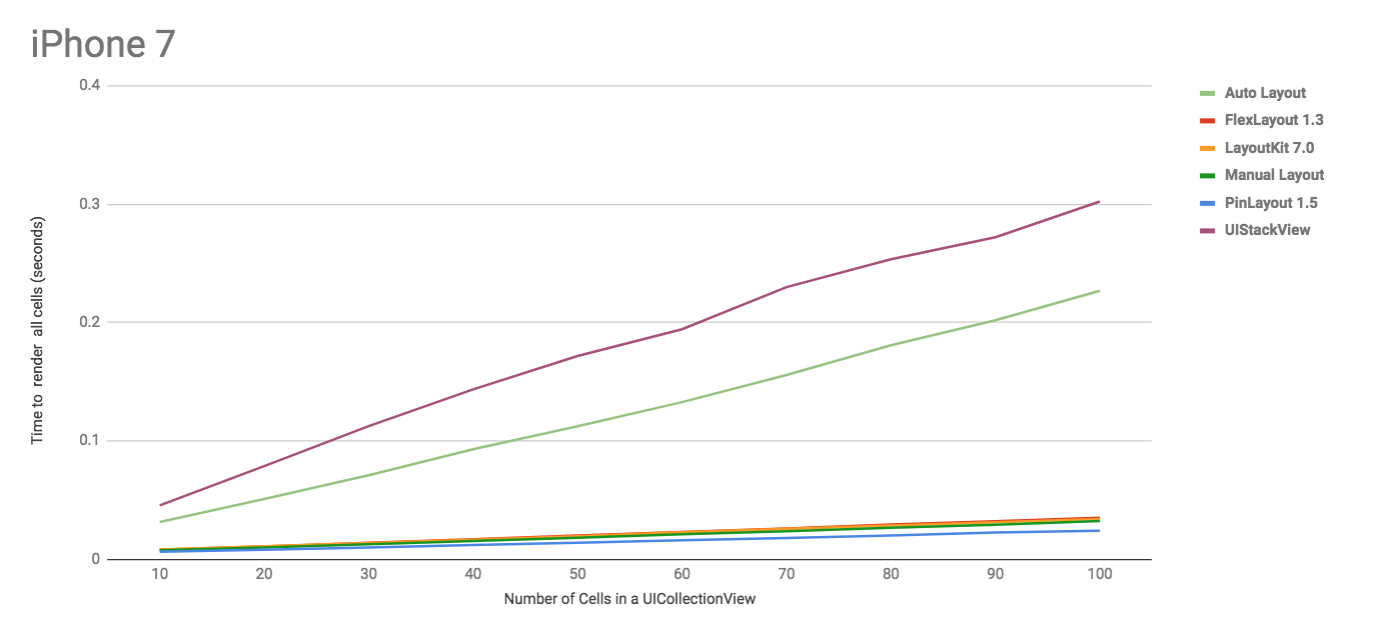 iPhone 7
0.4
0.3
0.2
0.1
0
Time to render all cells (seconds)
10 20 30 40 50 60 70 80 90 100
Number of Cells in a UICollectionView
Auto Layout
FlexLayout 1.3
LayoutKit 7.0
Manual Layout
PinLayout 1.5
UIStackView